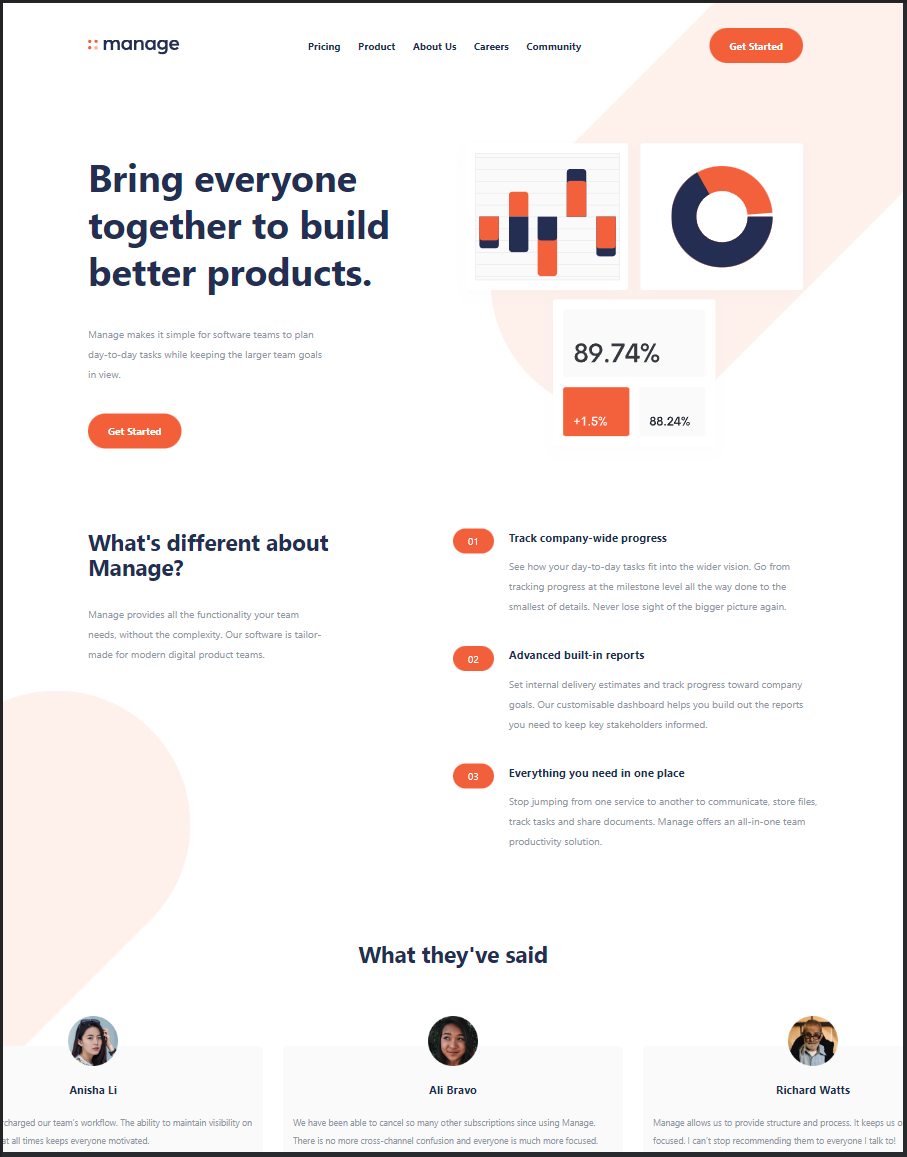 manage
Pricing Product About Us Careers Community
Get Started
Bring everyone
together to build
better products.
Manage makes it simple for software teams to plan
day-to-day tasks while keeping the larger team goals
in view.
Get Started
89.74%
+1.5%
88.24%
What's different about
Manage?
Manage provides all the functionality your team
needs, without the complexity. Our software is tailor-
made for modern digital product teams.
01
Track company-wide progress
See how your day-to-day tasks fit into the wider vision. Go from
tracking progress at the milestone level all the way done to the
smallest of details. Never lose sight of the bigger picture again.
02
Advanced built-in reports
Set internal delivery estimates and track progress toward company
goals. Our customisable dashboard helps you build out the reports
you need to keep key stakeholders informed.
03
Everything you need in one place
Stop jumping from one service to another to communicate, store files,
track tasks and share documents. Manage offers an all-in-one team
productivity solution.
What they've said
Anisha Li
our team's workflow. The ability to maintain visibility on
at all times keeps everyone motivated.
Ali Bravo
We have been able to cancel so many other subscriptions since using Manage.
There is no more cross-channel confusion and everyone is much more focused.
Richard Watts
Manage allows us to provide structure and process. It keeps us
focused. I can't stop recommending them to everyone I talk to!